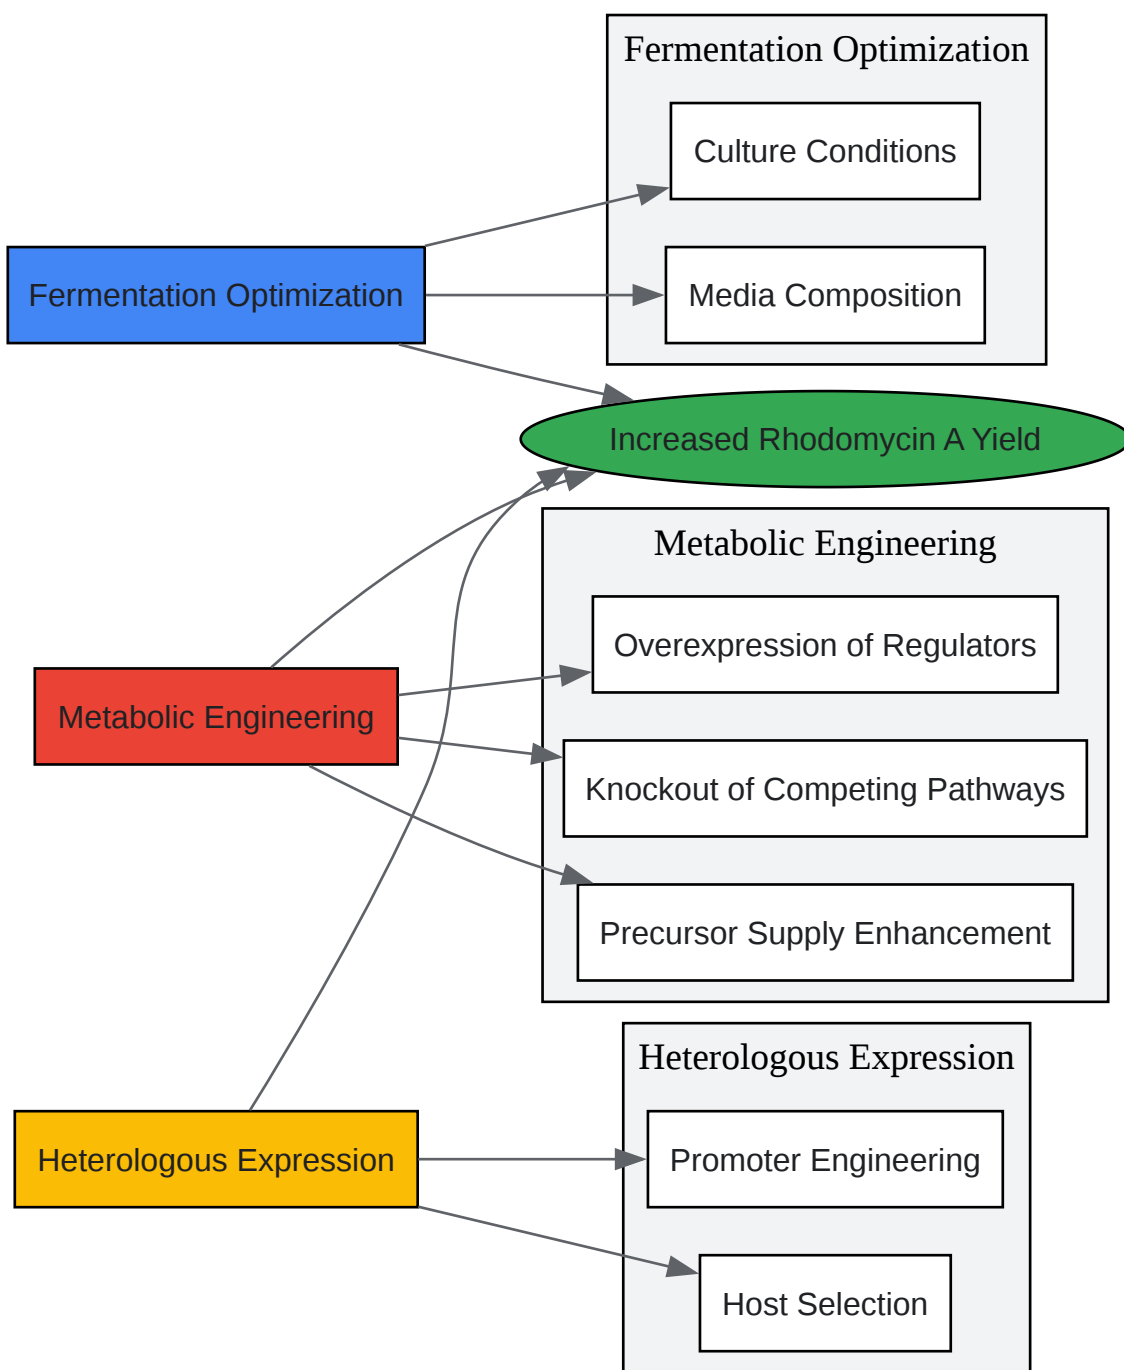 Fermentation Optimization
Culture Conditions
Fermentation Optimization
Media Composition
Increased Rhodomycin A Yield
Metabolic Engineering
Overexpression of Regulators
Metabolic Engineering
Knockout of Competing Pathways
Precursor Supply Enhancement
Heterologous Expression
Heterologous Expression
Promoter Engineering
Host Selection